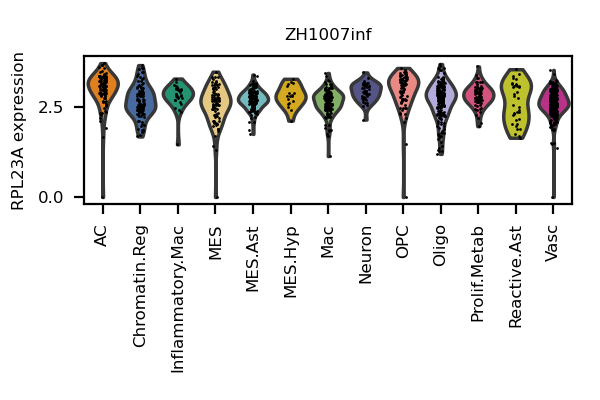 ZH1007inf
RPL23A expression
2.5
0.0
AC
Chromatin.Reg
Inflammatory.Mac
MES
MES.Ast
MES.Hyp
Mac
Neuron
OPC
Oligo
Prolif.Metab
Reactive.Ast
Vasc